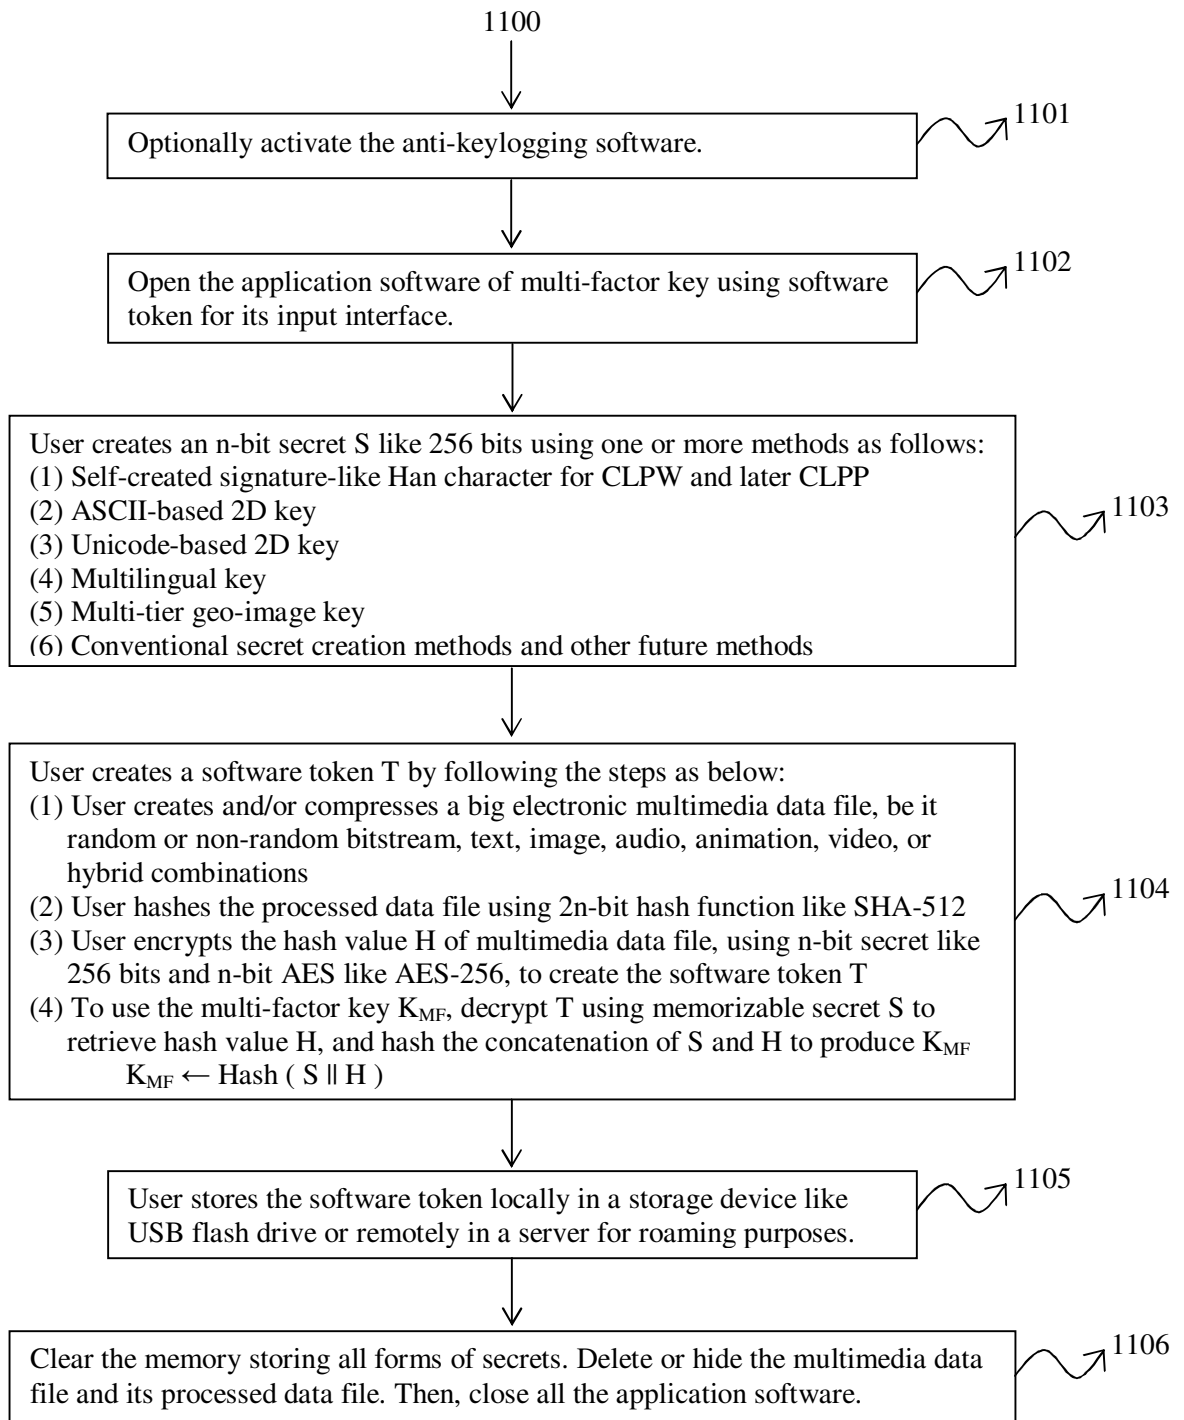 1100
Optionally activate the anti-keylogging software.
1101
Open the application software of multi-factor key using software
token for its input interface.
1102
User creates an n-bit secret S like 256 bits using one or more methods as follows:
(1) Self-created signature-like Han character for CLPW and later CLPP
(2) ASCII-based 2D key
(3) Unicode-based 2D key
(4) Multilingual key
(5) Multi-tier geo-image key
(6) Conventional secret creation methods and other future methods
1103
User creates a software token T by following the steps as below:
(1) User creates and/or compresses a big electronic multimedia data file, be it
random or non-random bitstream, text, image, audio, animation, video, or
hybrid combinations
(2) User hashes the processed data file using 2n-bit hash function like SHA-512
(3) User encrypts the hash value H of multimedia data file, using n-bit secret like
256 bits and n-bit AES like AES-256, to create the software token T
(4) To use the multi-factor key K_MF, decrypt T using memorizable secret S to
retrieve hash value H, and hash the concatenation of S and H to produce K_MF
K_MF ← Hash ( S ǁ H )
1104
User stores the software token locally in a storage device like
USB flash drive or remotely in a server for roaming purposes.
1105
Clear the memory storing all forms of secrets. Delete or hide the multimedia data
file and its processed data file. Then, close all the application software.
1106